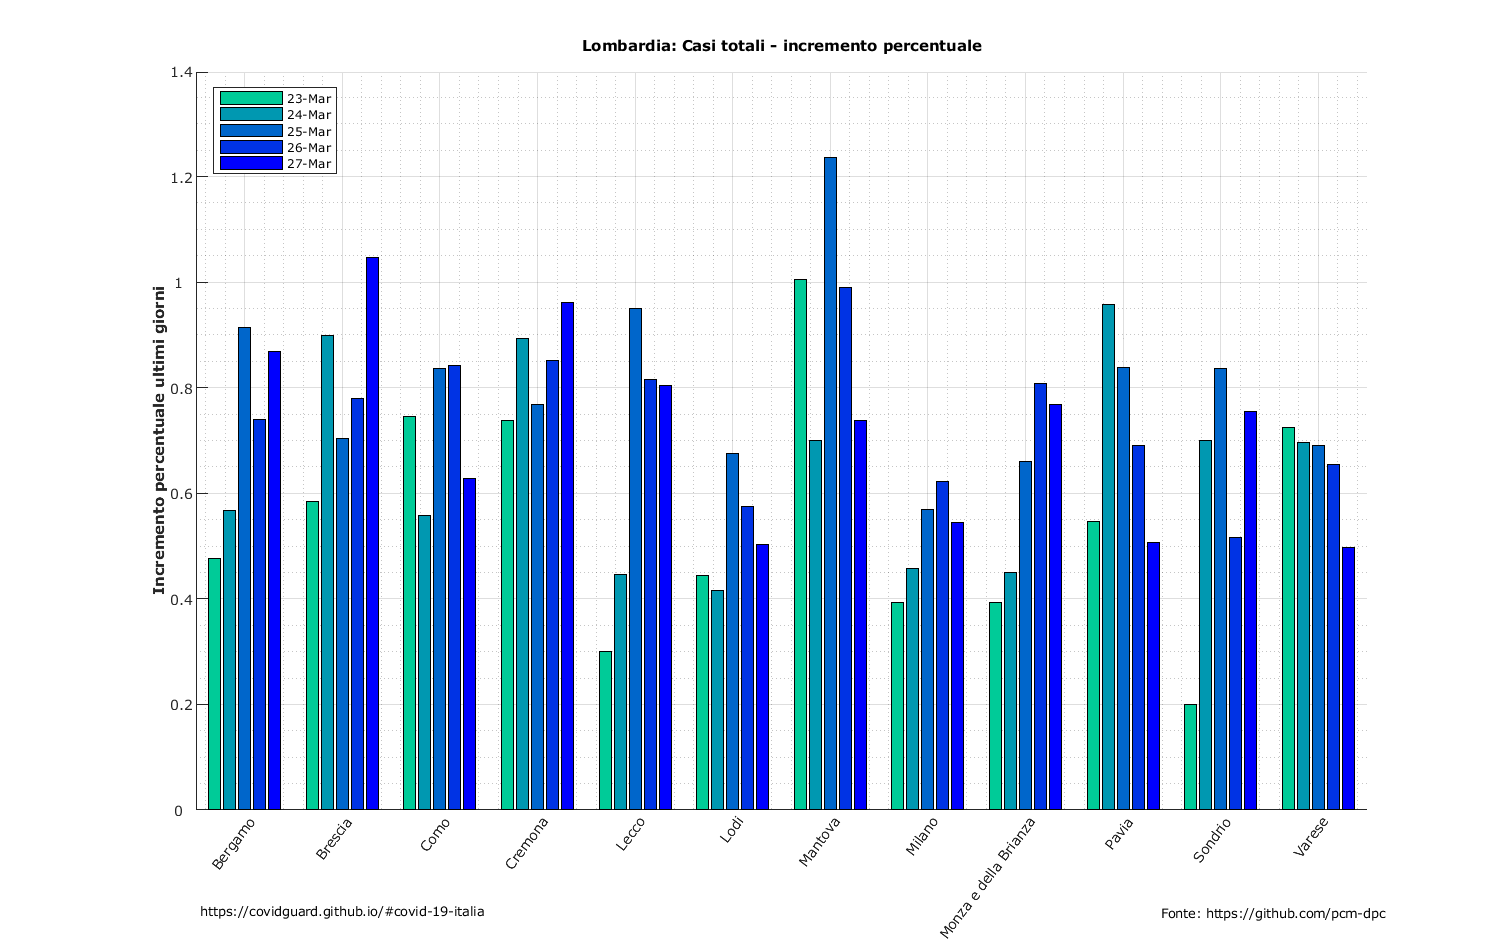 Lombardia: Casi totali - incremento percentuale
1.4
1.2
1
0.8
0.6
0.4
0.2
0
Incremento percentuale ultimi giorni
23-Mar
24-Mar
25-Mar
26-Mar
27-Mar
Bergamo
Brescia
Como
Cremona
Lecco
Lodi
Mantova
Milano
Monza e della Brianza
Pavia
Sondrio
Varese
https://covidguard.github.io/#covid-19-italia
Fonte: https://github.com/pcm-dpc